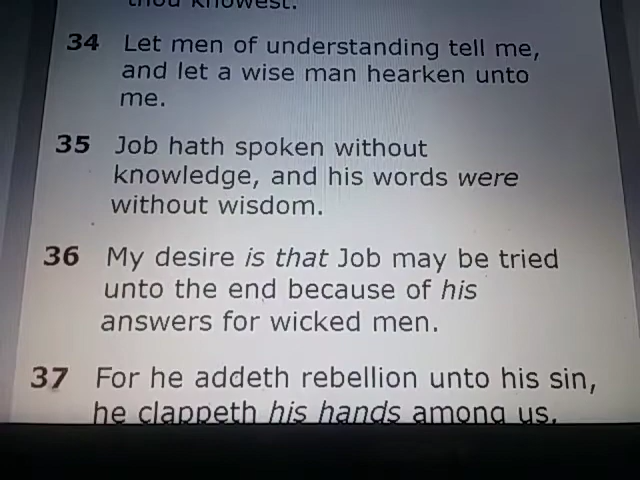 thou knowest.
34 Let men of understanding tell me,
and let a wise man hearken unto
me.
35 Job hath spoken without
knowledge, and his words were
without wisdom.
36 My desire is that Job may be tried
unto the end because of his
answers for wicked men.
37 For he addeth rebellion unto his sin,
he clappeth his hands among us,